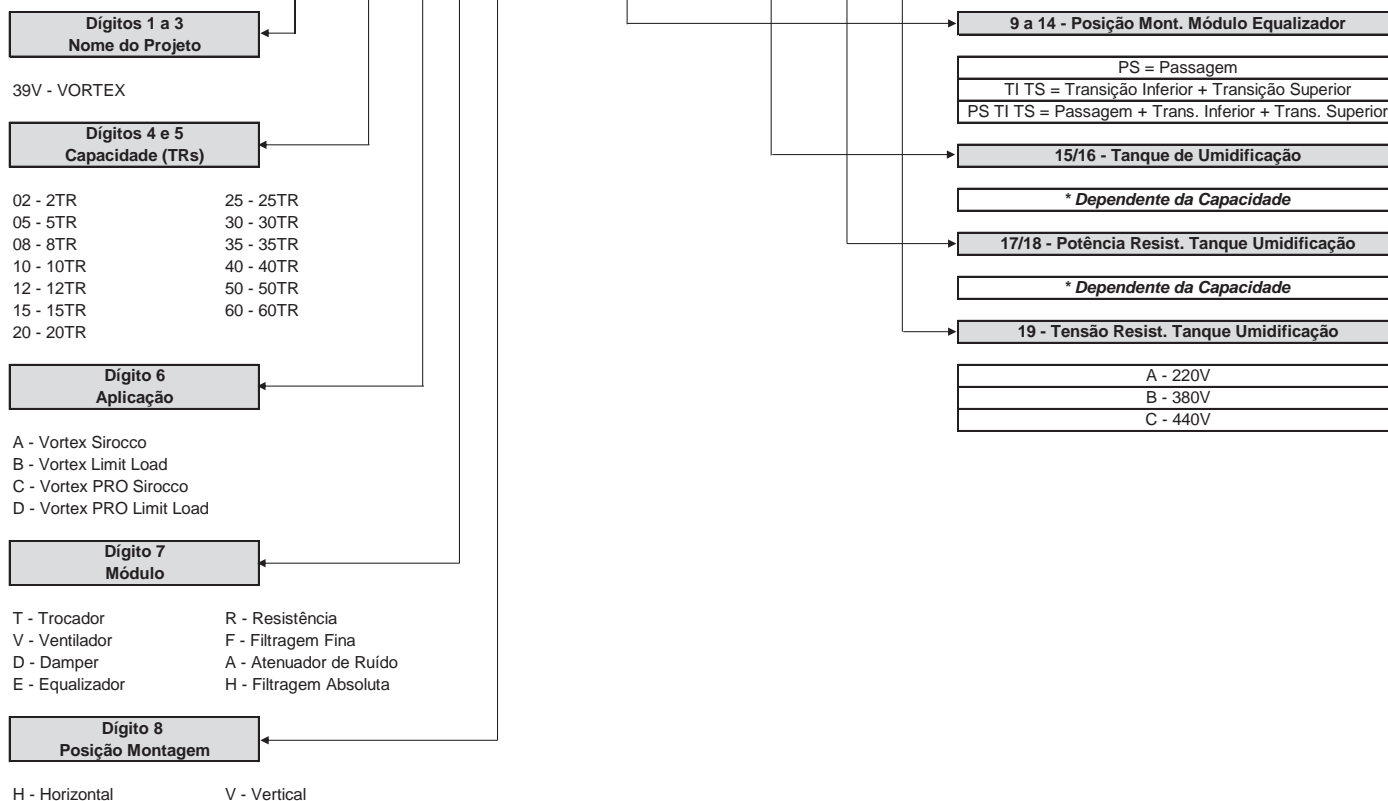 Dígitos 1 a 3
Nome do Projeto
39V - VORTEX
Dígitos 4 e 5
Capacidade (TRs)
02 - 2TR 25 - 25TR
05 - 5TR 30 - 30TR
08 - 8TR 35 - 35TR
10 - 10TR 40 - 40TR
12 - 12TR 50 - 50TR
15 - 15TR 60 - 60TR
20 - 20TR
Dígito 6
Aplicação
A - Vortex Sirocco
B - Vortex Limit Load
C - Vortex PRO Sirocco
D - Vortex PRO Limit Load
Dígito 7
Módulo
T - Trocador R - Resistência
V - Ventilador F - Filtragem Fina
D - Damper A - Atenuador de Ruído
E - Equalizador H - Filtragem Absoluta
Dígito 8
Posição Montagem
H - Horizontal V - Vertical
9 a 14 - Posição Mont. Módulo Equalizador
PS = Passagem
TI TS = Transição Inferior + Transição Superior
PS TI TS = Passagem + Trans. Inferior + Trans. Superior
15/16 - Tanque de Umidificação
* Dependente da Capacidade
17/18 - Potência Resist. Tanque Umidificação
* Dependente da Capacidade
19 - Tensão Resist. Tanque Umidificação
A - 220V
B - 380V
C - 440V